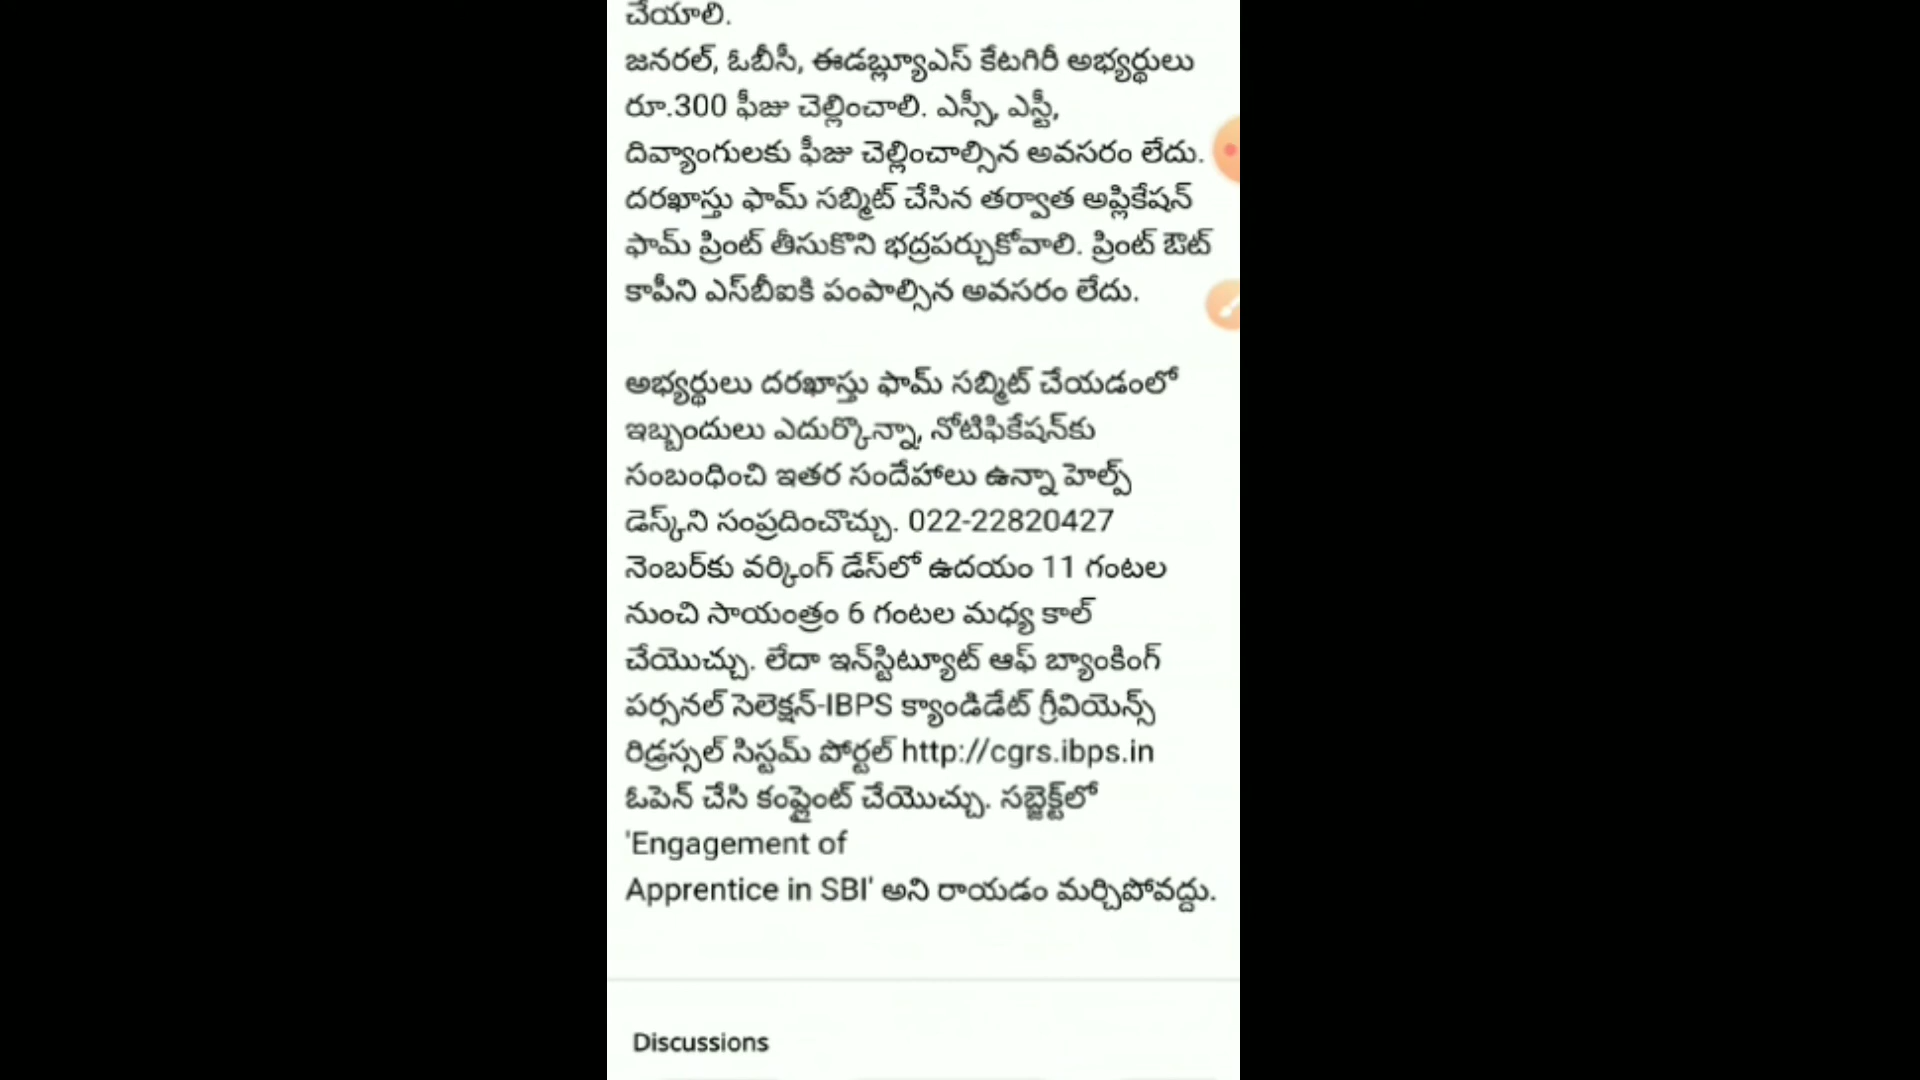 చేయాలి.
జనరల్, ఓబీసీ, ఈడబ్ల్యూఎస్ కేటగిరీ అభ్యర్థులు
రూ.300 ఫీజు చెల్లించాలి. ఎస్సీ, ఎస్టీ,
దివ్యాంగులకు ఫీజు చెల్లించాల్సిన అవసరం లేదు.
దరఖాస్తు ఫామ్ సబ్మిట్ చేసిన తర్వాత అప్లికేషన్
ఫామ్ ప్రింట్ తీసుకొని భద్రపర్చుకోవాలి. ప్రింట్ ఔట్
కాపీని ఎస్‌బీఐకి పంపాల్సిన అవసరం లేదు.
అభ్యర్థులు దరఖాస్తు ఫామ్ సబ్మిట్ చేయడంలో
ఇబ్బందులు ఎదుర్కొన్నా, నోటిఫికేషన్‌కు
సంబంధించి ఇతర సందేహాలు ఉన్నా హెల్ప్
డెస్క్‌ని సంప్రదించొచ్చు. 022-22820427
నెంబర్‌కు వర్కింగ్ డేస్‌లో ఉదయం 11 గంటల
నుంచి సాయంత్రం 6 గంటల మధ్య కాల్
చేయొచ్చు. లేదా ఇన్‌స్టిట్యూట్ ఆఫ్ బ్యాంకింగ్
పర్సనల్ సెలెక్షన్-IBPS క్యాండిడేట్ గ్రీవియెన్స్
రిడ్రస్సల్ సిస్టమ్ పోర్టల్ http://cgrs.ibps.in
ఓపెన్ చేసి కంప్లైంట్ చేయొచ్చు. సబ్జెక్ట్‌లో
'Engagement of
Apprentice in SBI' అని రాయడం మర్చిపోవద్దు.
Discussions